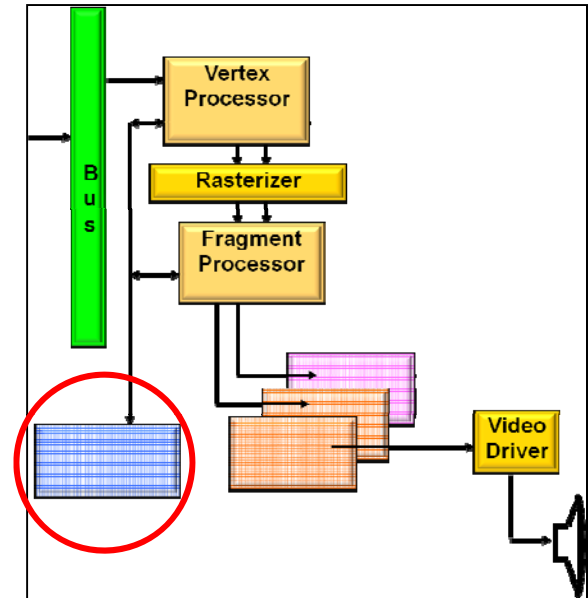 Vertex
Processor
B
u
s
Rasterizer
Fragment
Processor
Video
Driver